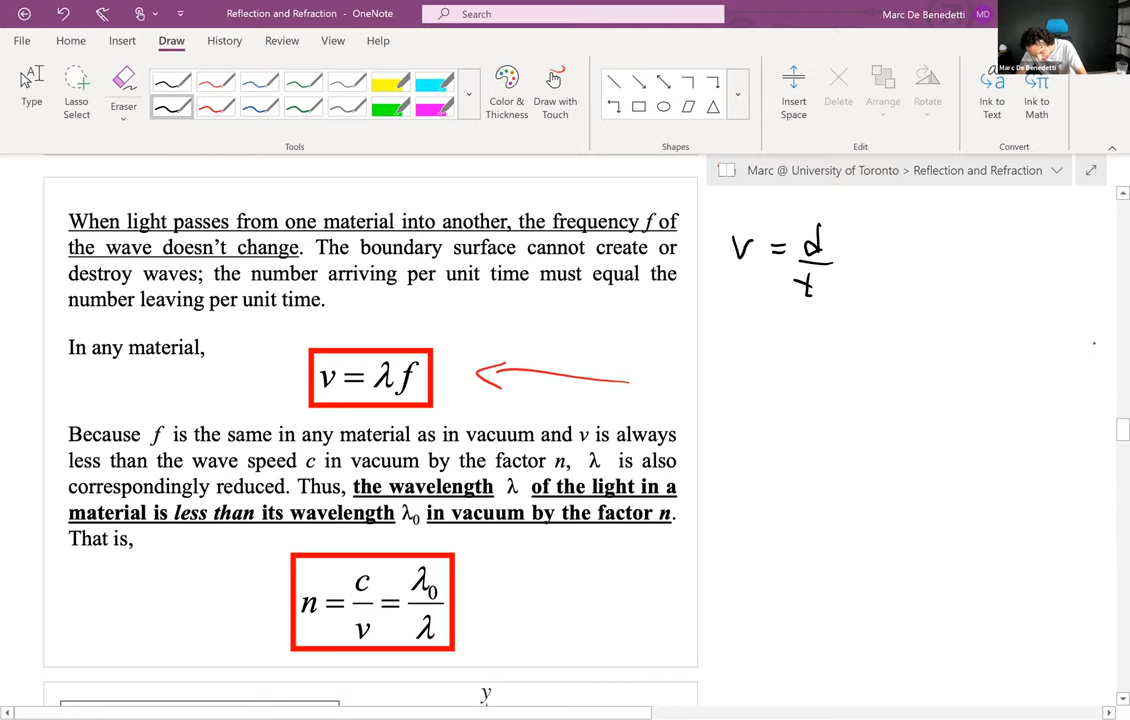 Reflection and Refraction - OneNote
Search
Marc De Benedetti
MD
File
Home
Insert
Draw
History
Review
View
Help
Type
Lasso Select
Eraser
Color & Thickness
Draw with Touch
Insert Space
Delete
Arrange
Rotate
Ink to Text
Ink to Math
Tools
Shapes
Edit
Convert
Marc De Benedetti
Marc @ University of Toronto > Reflection and Refraction
When light passes from one material into another, the frequency f of
the wave doesn't change. The boundary surface cannot create or
destroy waves; the number arriving per unit time must equal the
number leaving per unit time.
In any material,
v = λ f
Because f is the same in any material as in vacuum and v is always
less than the wave speed c in vacuum by the factor n, λ is also
correspondingly reduced. Thus, the wavelength λ of the light in a
material is less than its wavelength λ₀ in vacuum by the factor n.
That is,
n = c/v = λ₀/λ
y
v = d/t